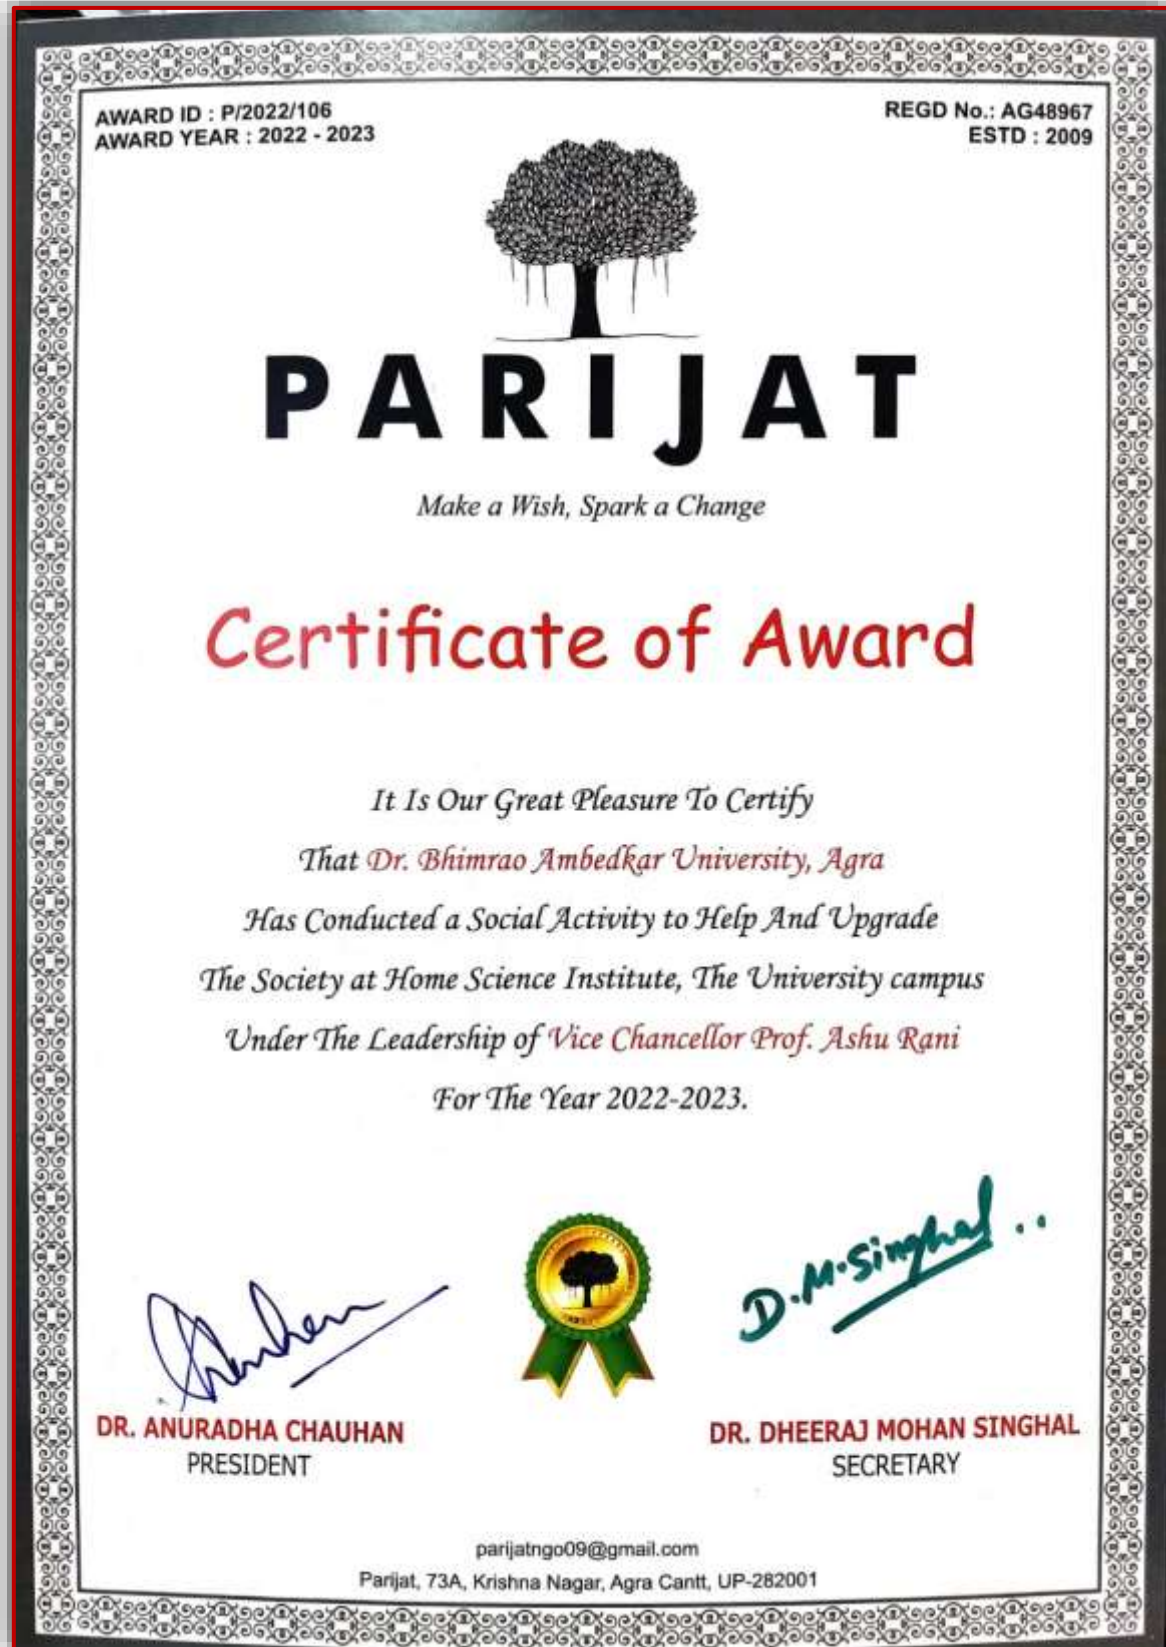 AWARD ID : P/2022/106
AWARD YEAR : 2022 - 2023
REGD No.: AG48967
ESTD : 2009
PARIJAT
Make a Wish, Spark a Change
Certificate of Award
It Is Our Great Pleasure To Certify
That Dr. Bhimrao Ambedkar University, Agra
Has Conducted a Social Activity to Help And Upgrade
The Society at Home Science Institute, The University campus
Under The Leadership of Vice Chancellor Prof. Ashu Rani
For The Year 2022-2023.
D.M.Singhal..
DR. ANURADHA CHAUHAN
PRESIDENT
DR. DHEERAJ MOHAN SINGHAL
SECRETARY
parijatngo09@gmail.com
Parijat, 73A, Krishna Nagar, Agra Cantt, UP-282001